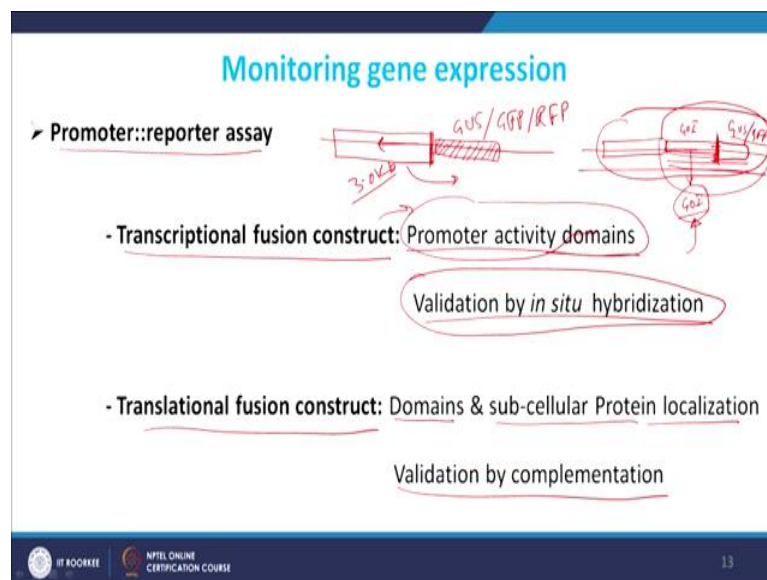 Monitoring gene expression
➤ Promoter::reporter assay
GUS/GFP/RFP
3.0Kb
GOI
GUS/GFP
GOI
- Transcriptional fusion construct: Promoter activity domains
Validation by in situ hybridization
- Translational fusion construct: Domains & sub-cellular Protein localization
Validation by complementation
IIT ROORKEE
NPTEL ONLINE
CERTIFICATION COURSE
13